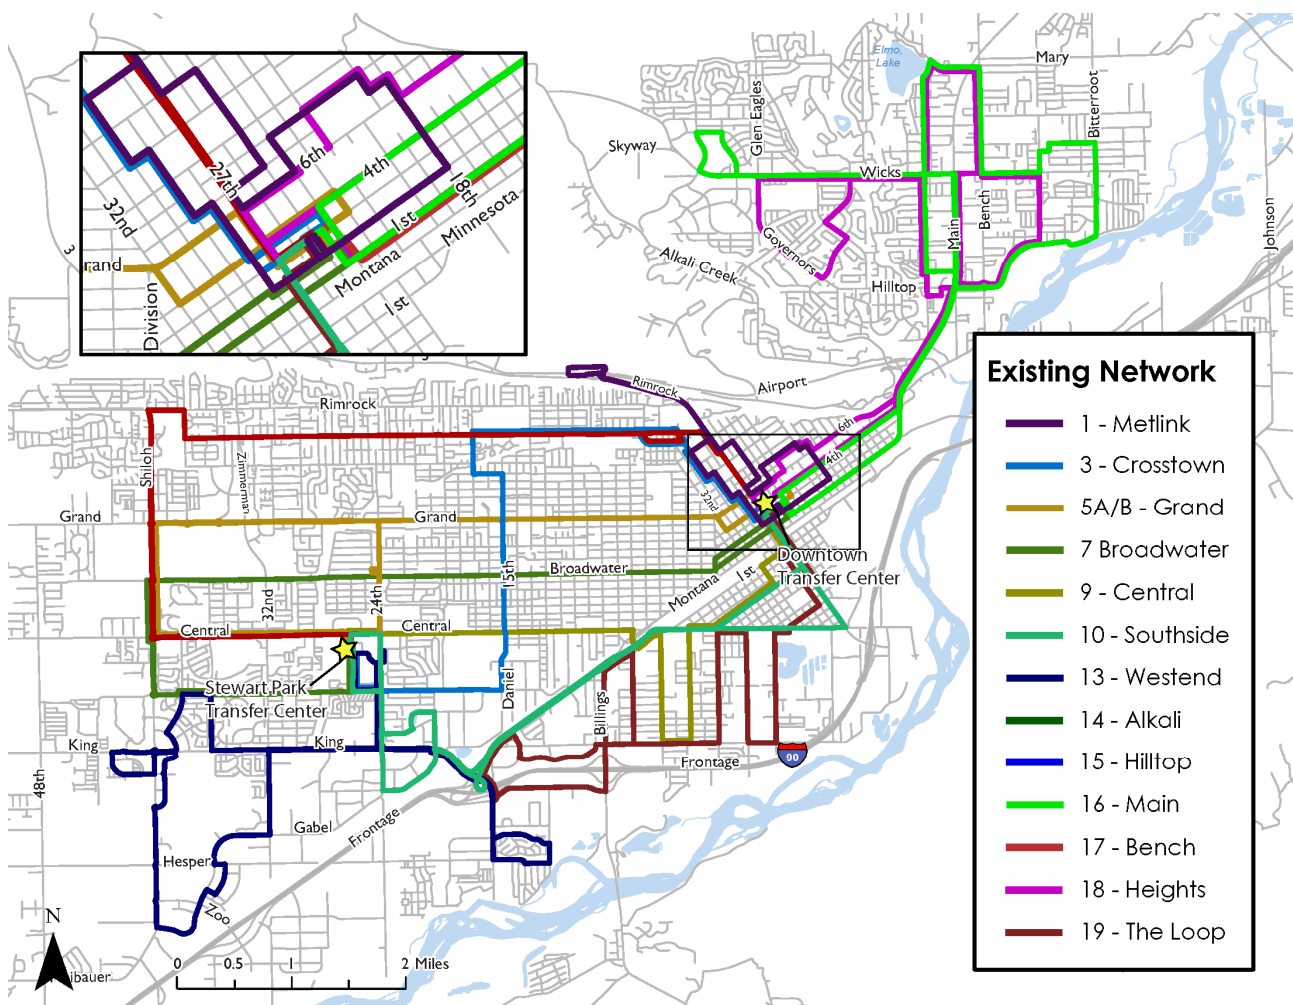 32nd
27th
6th
4th
18th
1st
Minnesota
Montana
1st
rand
Division
3
Elmo,
Lake
Mary
Glen Eagles
Bitterroot
Skyway
Wicks
Bench
Main
Johnson
Governors
Alkali Creek
Hilltop
Rimrock
Airport
Rimrock
6th
4th
Shiloh
Zimmerman
32nd
Grand
Grand
Downtown
Transfer Center
15th
Broadwater
1st
Montana
32nd
24th
Central
Central
Stewart Park
Transfer Center
Daniel
Billings
King
King
Frontage
90
48th
Gabel
Frontage
Hesper
Zoo
N
ibauer
0 0.5 1 2 Miles
Existing Network
1 - Metlink
3 - Crosstown
5A/B - Grand
7 Broadwater
9 - Central
10 - Southside
13 - Westend
14 - Alkali
15 - Hilltop
16 - Main
17 - Bench
18 - Heights
19 - The Loop